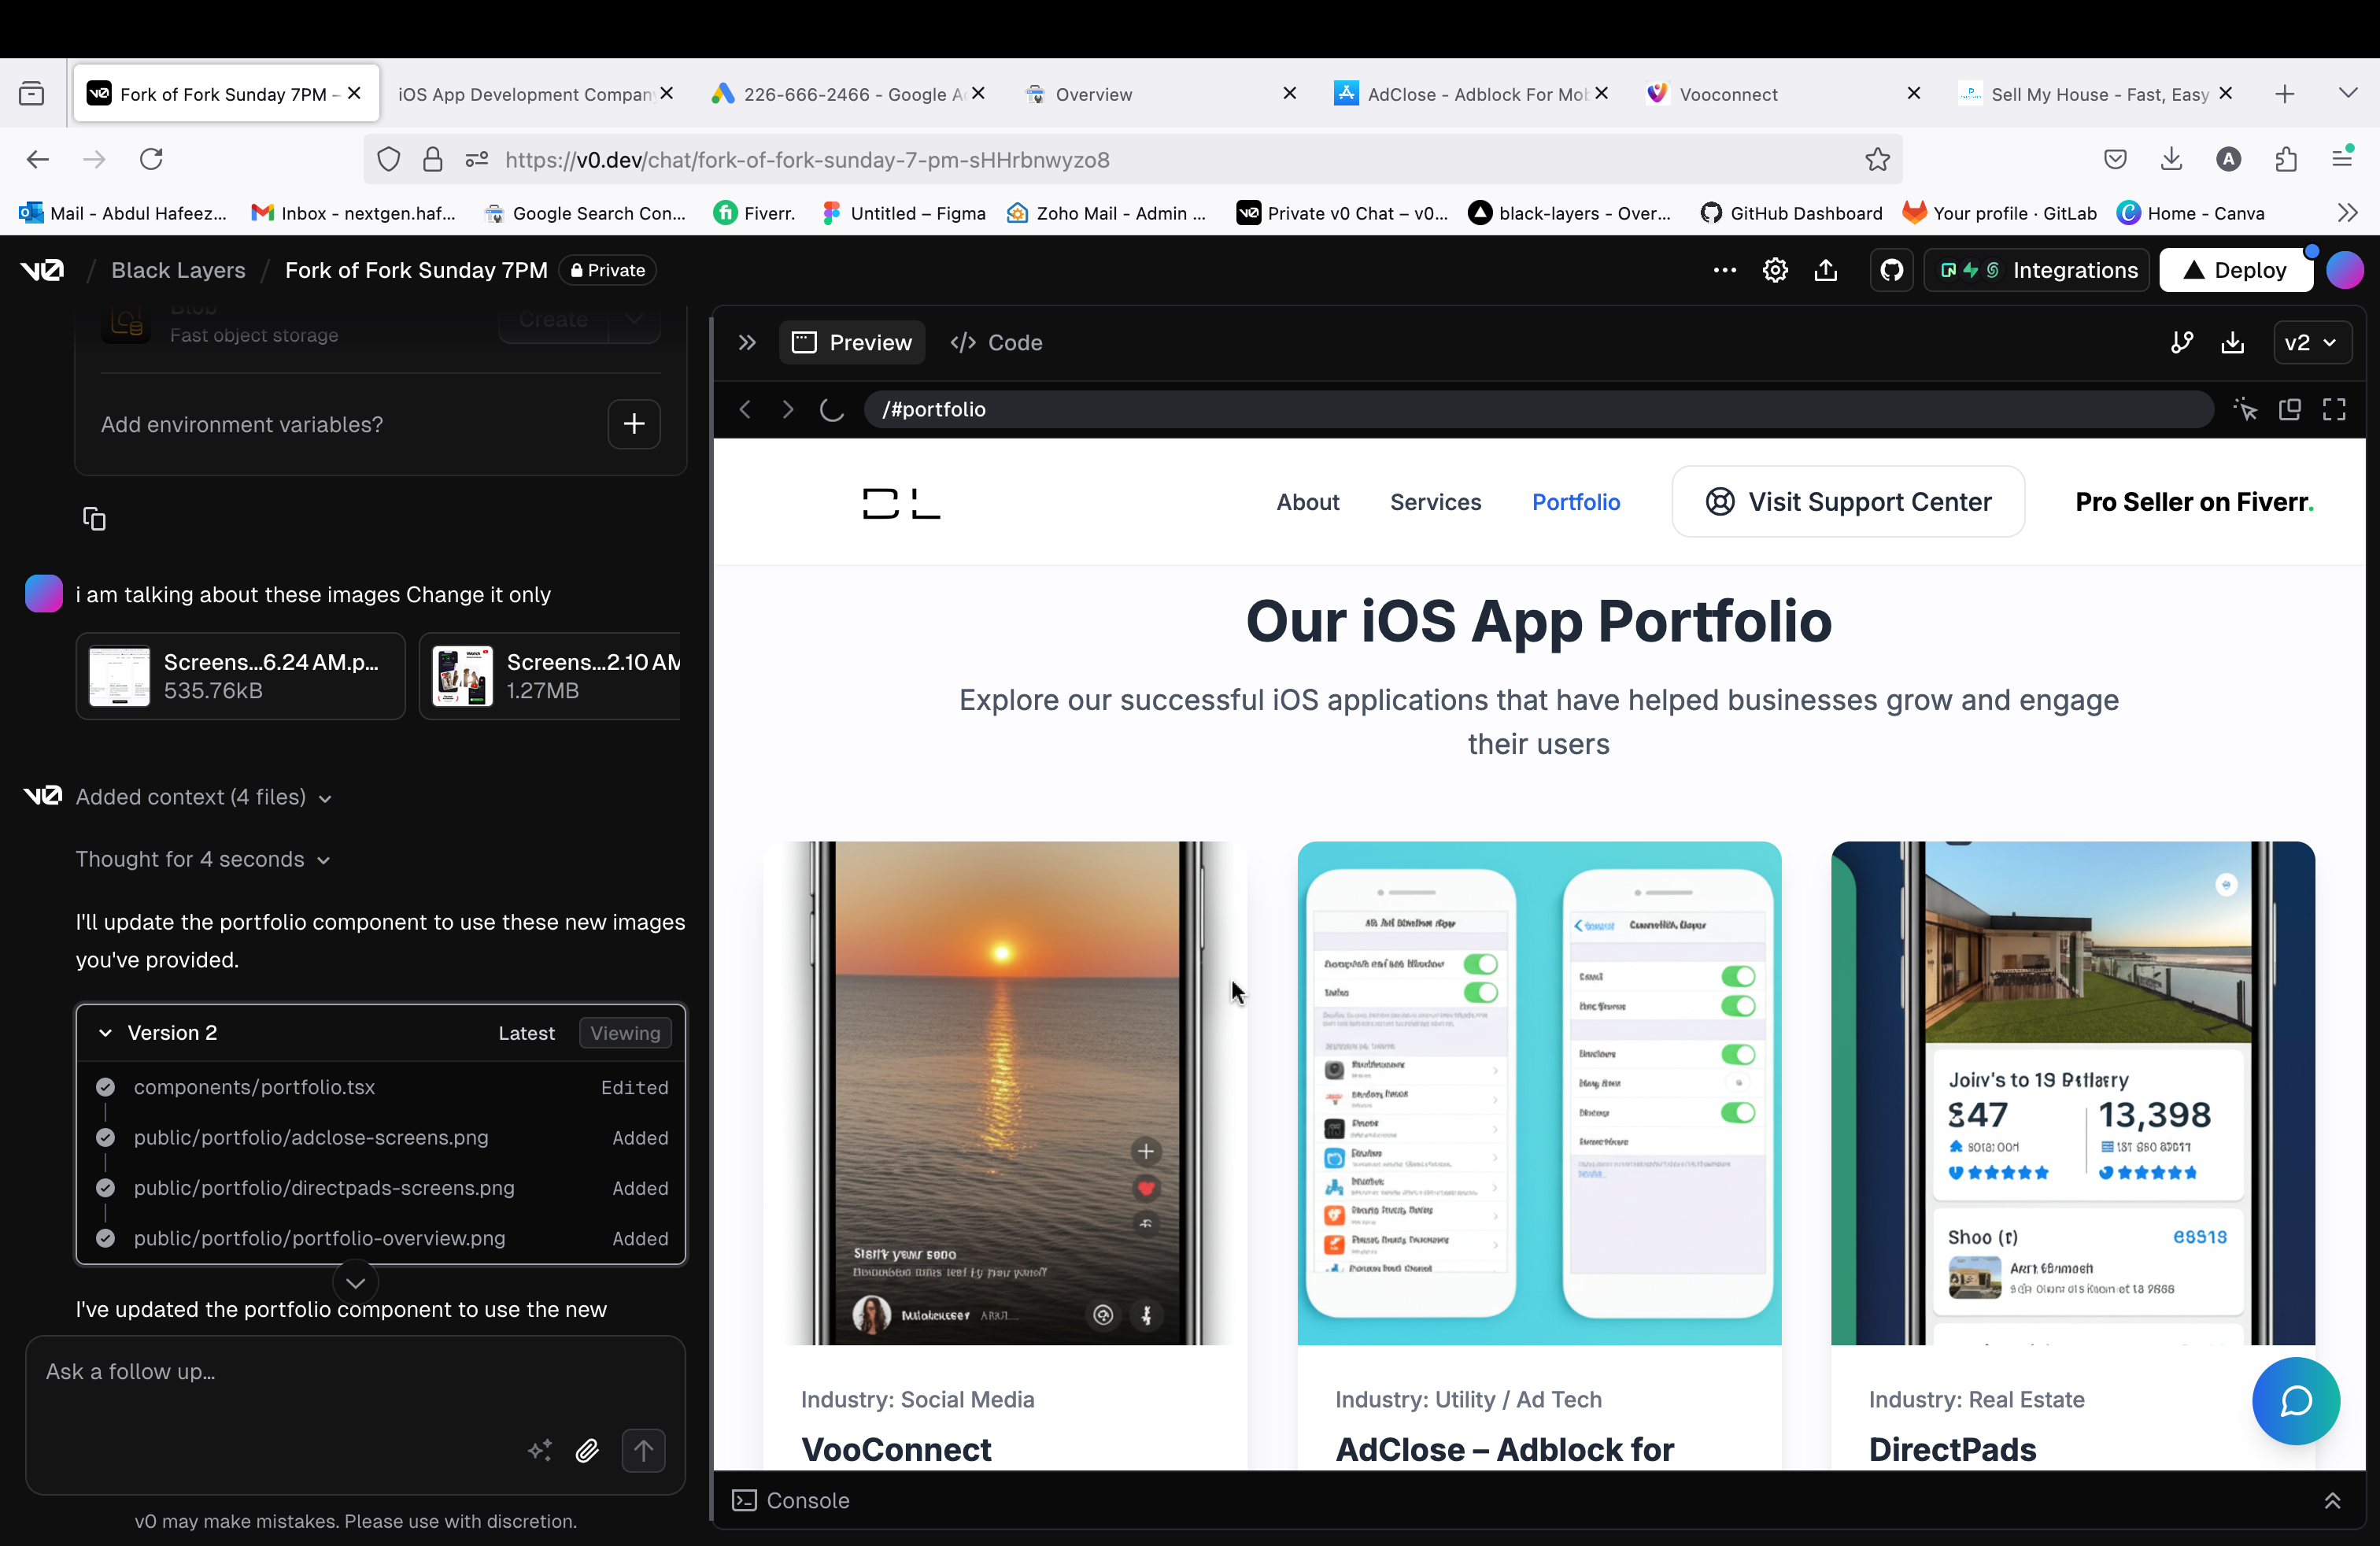 Fork of Fork Sunday 7PM –
iOS App Development Company
226-666-2466 - Google A
Overview
AdClose - Adblock For Mob
Vooconnect
Sell My House - Fast, Easy
https://v0.dev/chat/fork-of-fork-sunday-7-pm-sHHrbnwyzo8
A
Mail - Abdul Hafeez...
Inbox - nextgen.haf...
Google Search Con...
Fiverr.
Untitled – Figma
Zoho Mail - Admin ...
Private v0 Chat – v0...
black-layers - Over...
GitHub Dashboard
Your profile · GitLab
Home - Canva
v0 / Black Layers / Fork of Fork Sunday 7PM Private
Integrations
Deploy
Blob
Fast object storage
Create
Add environment variables?
i am talking about these images Change it only
Screens...6.24 AM.p...
535.76kB
Screens...2.10 AM
1.27MB
Added context (4 files)
Thought for 4 seconds
I'll update the portfolio component to use these new images
you've provided.
Version 2 Latest Viewing
components/portfolio.tsx Edited
public/portfolio/adclose-screens.png Added
public/portfolio/directpads-screens.png Added
public/portfolio/portfolio-overview.png Added
I've updated the portfolio component to use the new
Ask a follow up...
v0 may make mistakes. Please use with discretion.
Preview
Code
v2
/#portfolio
BL
About
Services
Portfolio
Visit Support Center
Pro Seller on Fiverr.
Our iOS App Portfolio
Explore our successful iOS applications that have helped businesses grow and engage
their users
$47
13,398
Industry: Social Media
VooConnect
Industry: Utility / Ad Tech
AdClose – Adblock for
Industry: Real Estate
DirectPads
Console